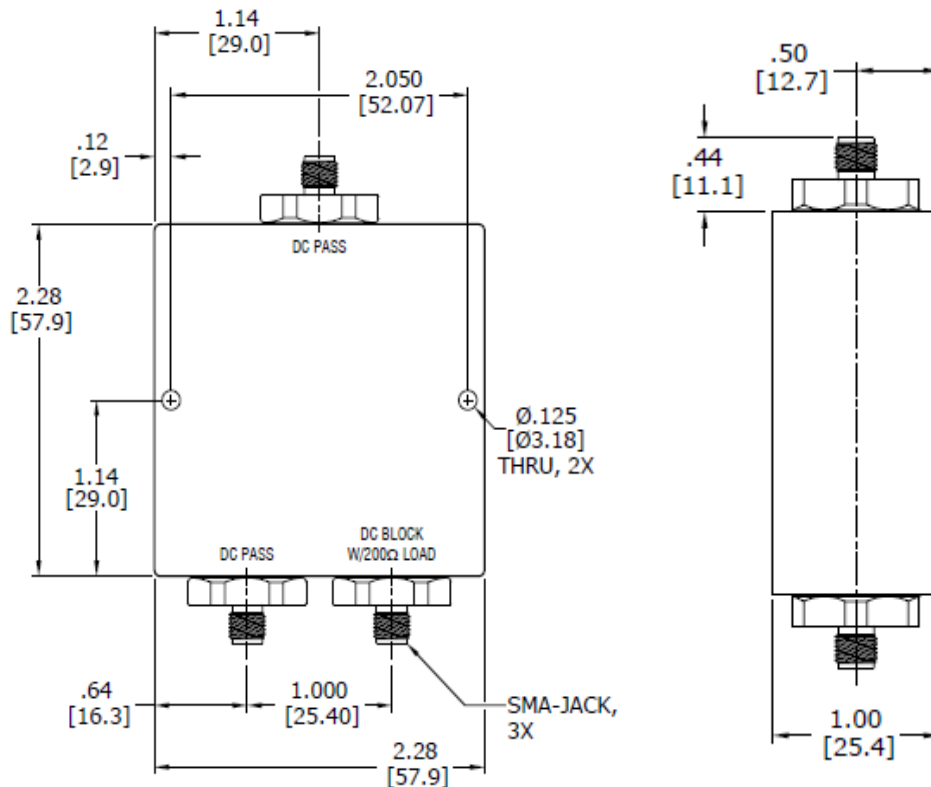 1.14
[29.0]
2.050
[52.07]
.12
[2.9]
DC PASS
2.28
[57.9]
1.14
[29.0]
Ø.125
[Ø3.18]
THRU, 2X
DC PASS
DC BLOCK
W/200Ω LOAD
.64
[16.3]
1.000
[25.40]
SMA-JACK,
3X
2.28
[57.9]
.50
[12.7]
.44
[11.1]
1.00
[25.4]